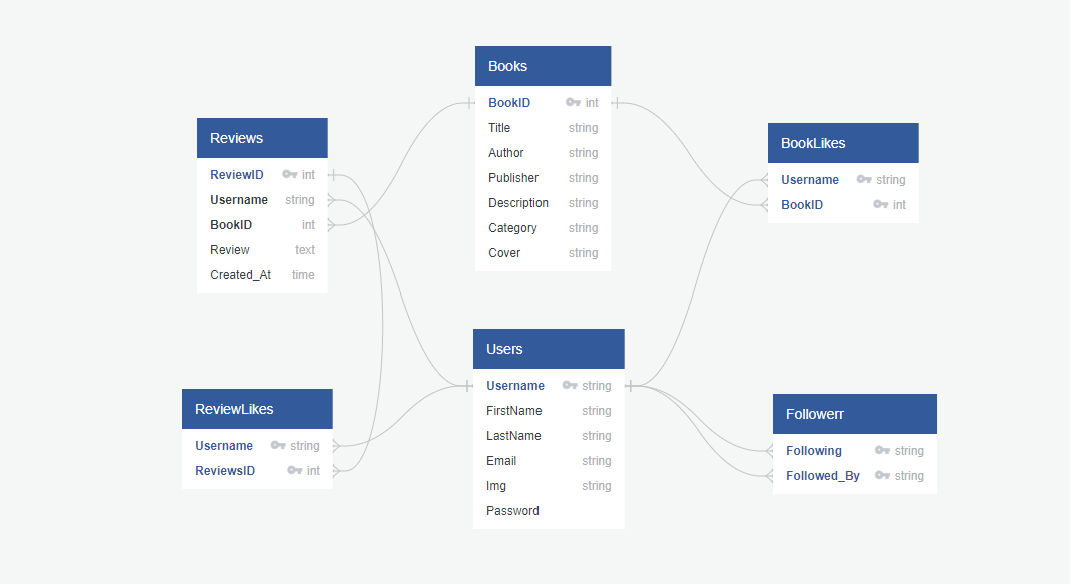 Books
BookID int
Title string
Author string
Publisher string
Description string
Category string
Cover string
Reviews
ReviewID int
Username string
BookID int
Review text
Created_At time
BookLikes
Username string
BookID int
Users
Username string
FirstName string
LastName string
Email string
Img string
Password
ReviewLikes
Username string
ReviewsID int
Followerr
Following string
Followed_By string